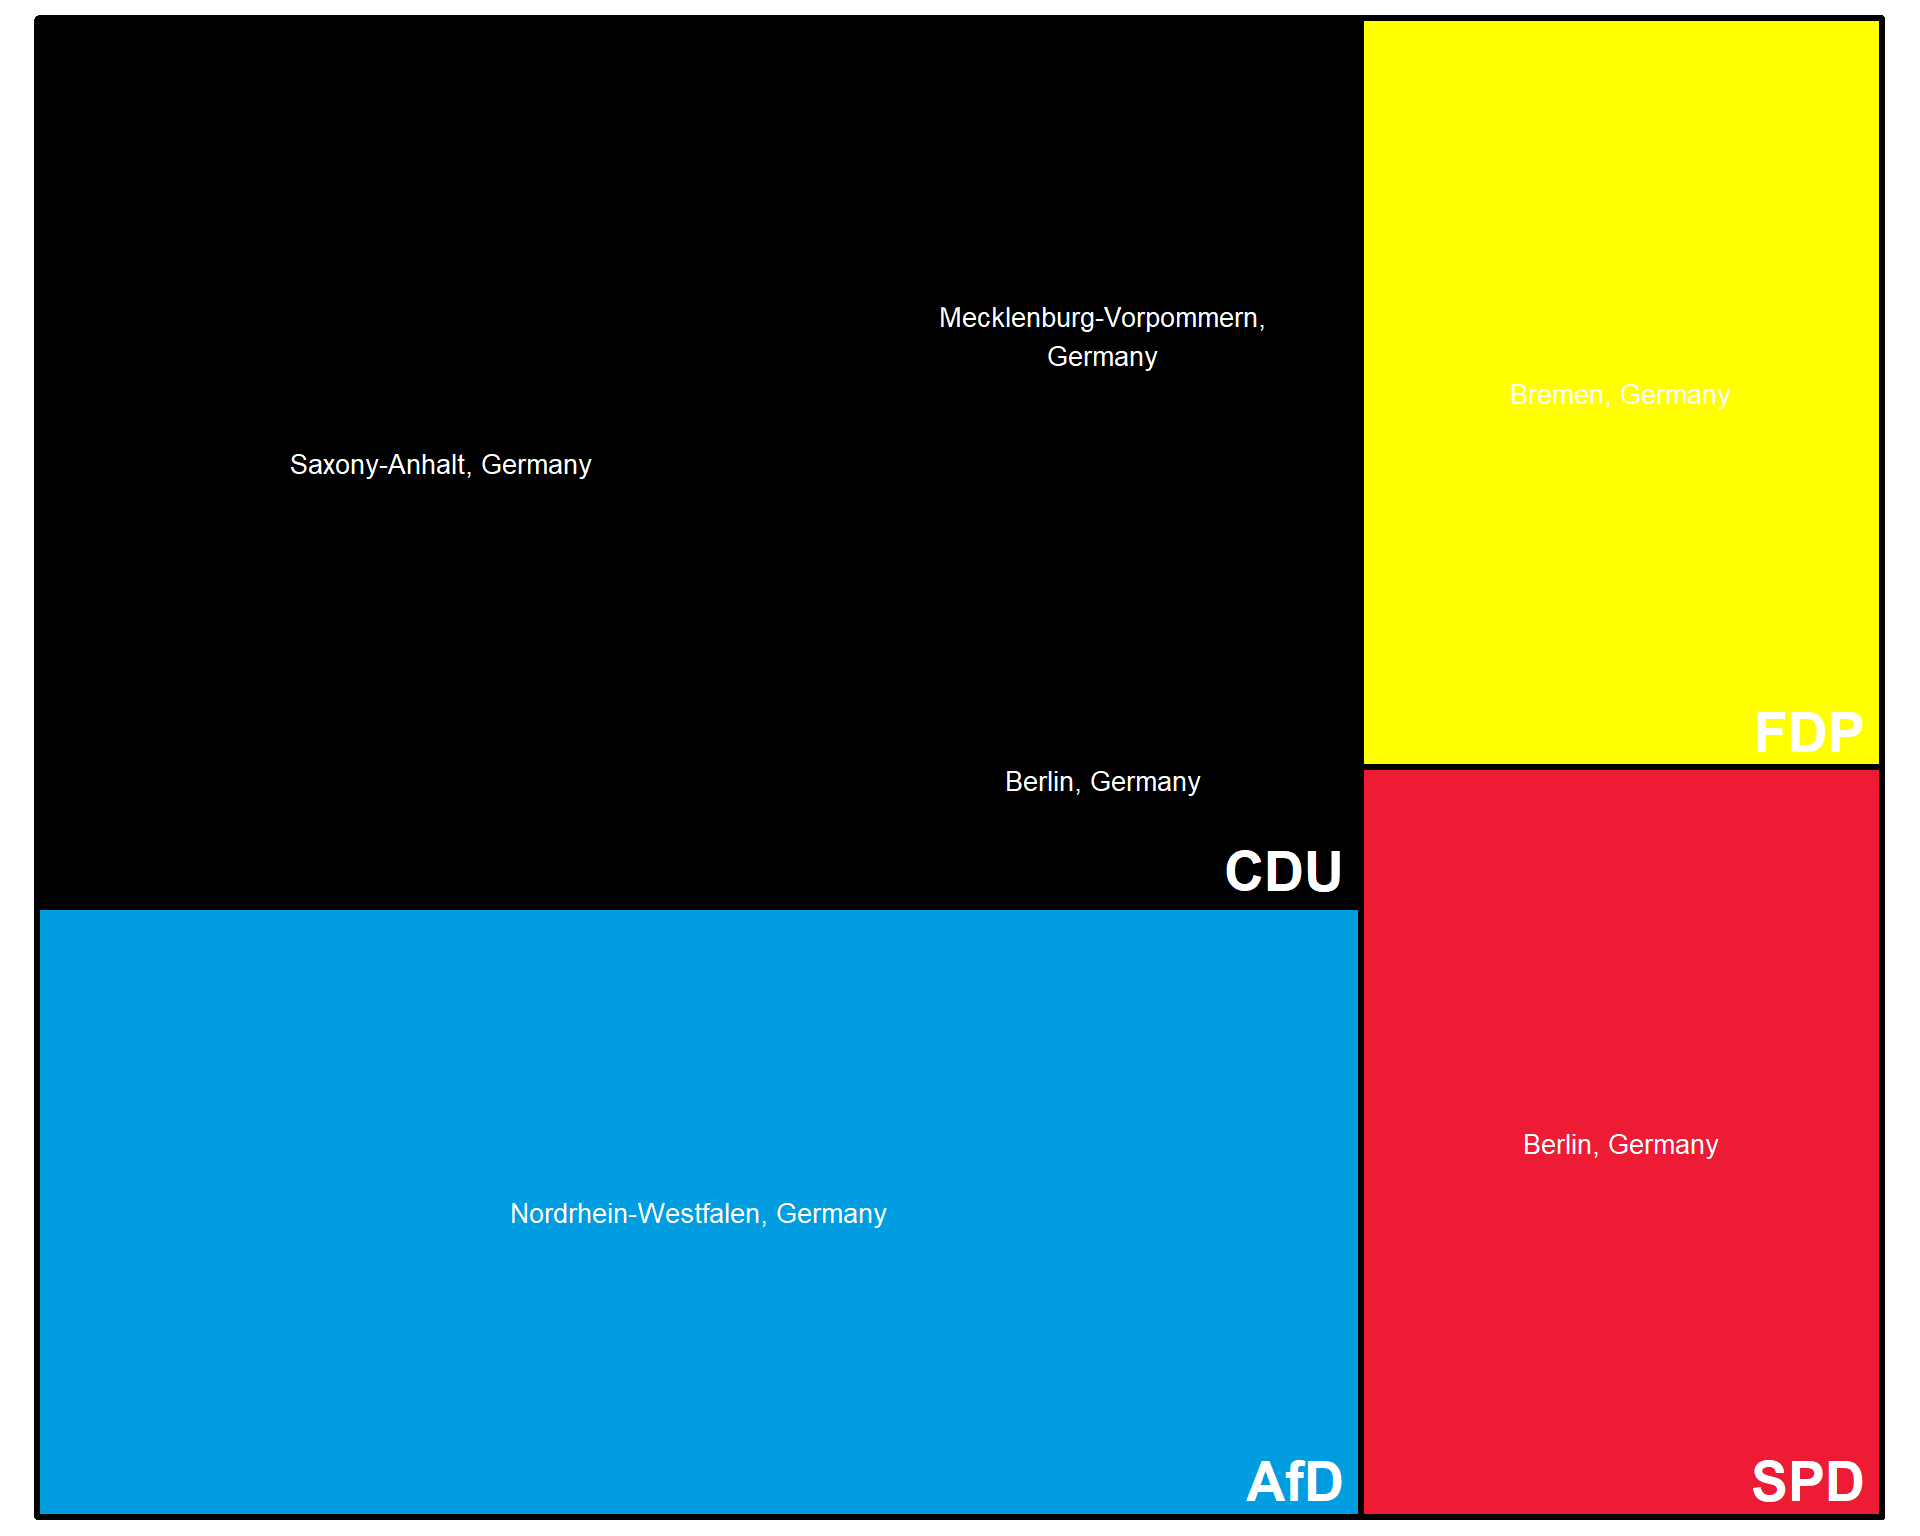 Mecklenburg-Vorpommern,
Germany
Saxony-Anhalt, Germany
Berlin, Germany
CDU
Bremen, Germany
FDP
Nordrhein-Westfalen, Germany
AfD
Berlin, Germany
SPD